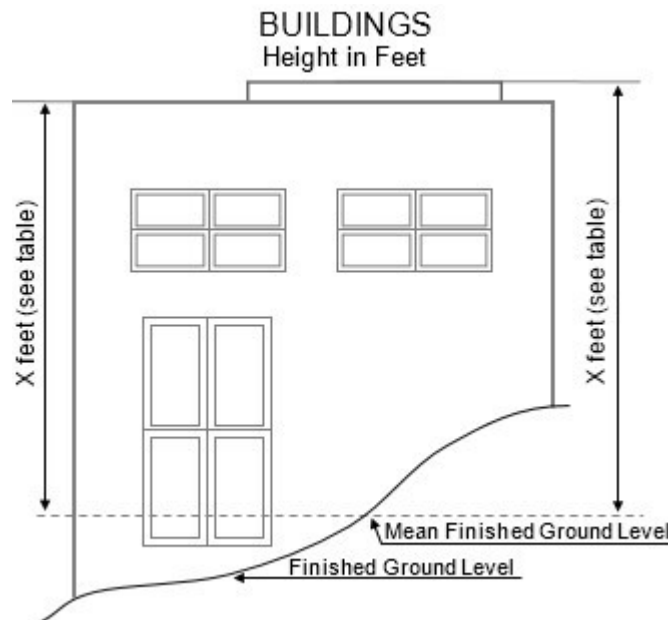 BUILDINGS
Height in Feet
X feet (see table)
X feet (see table)
Mean Finished Ground Level
Finished Ground Level